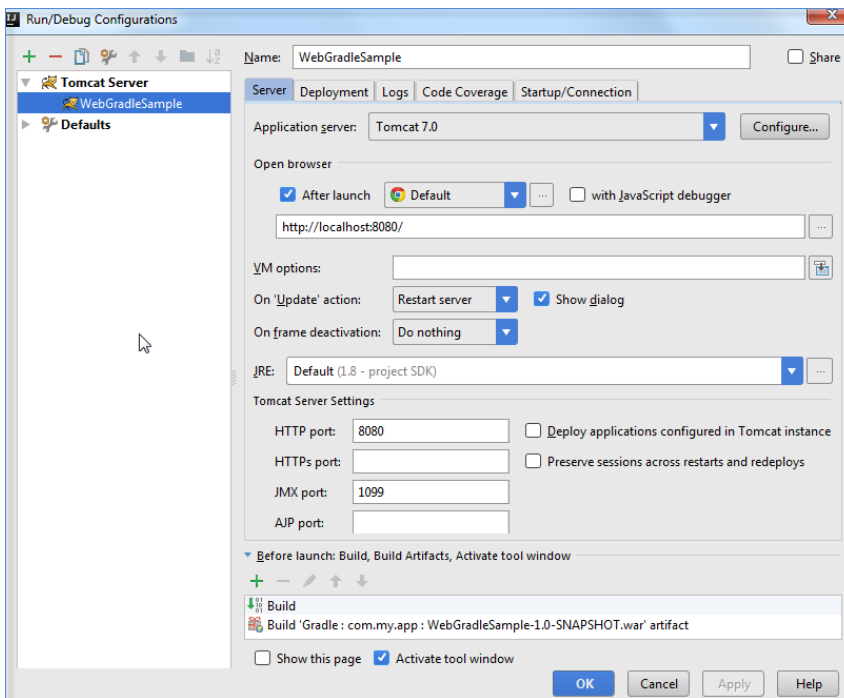 Run/Debug Configurations
Name: WebGradleSample Share
Tomcat Server
WebGradleSample
Defaults
Server Deployment Logs Code Coverage Startup/Connection
Application server: Tomcat 7.0 Configure...
Open browser
After launch Default ... with JavaScript debugger
http://localhost:8080/ ...
VM options:
On 'Update' action: Restart server Show dialog
On frame deactivation: Do nothing
JRE: Default (1.8 - project SDK) ...
Tomcat Server Settings
HTTP port: 8080 Deploy applications configured in Tomcat instance
HTTPs port: Preserve sessions across restarts and redeploys
JMX port: 1099
AJP port:
Before launch: Build, Build Artifacts, Activate tool window
Build
Build 'Gradle : com.my.app : WebGradleSample-1.0-SNAPSHOT.war' artifact
Show this page Activate tool window
OK Cancel Apply Help